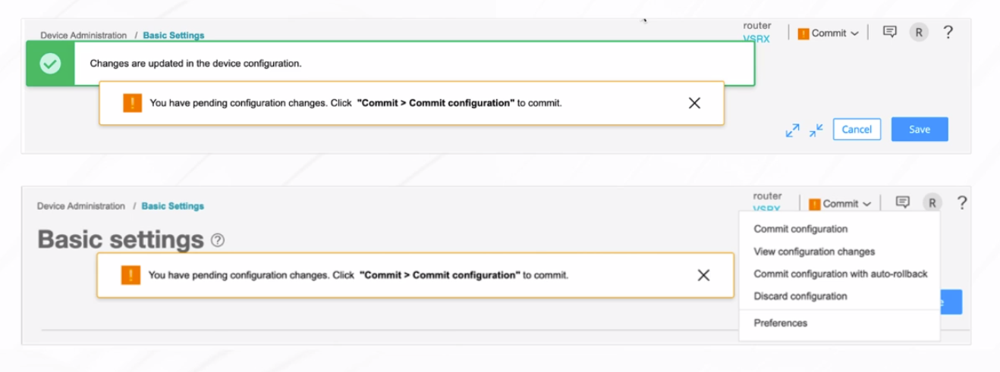 Device Administration / Basic Settings
router
VSRX
! Commit
R ?
Changes are updated in the device configuration.
! You have pending configuration changes. Click "Commit > Commit configuration" to commit.
Cancel Save
Device Administration / Basic Settings
router
VSRX
! Commit
R ?
Basic settings ?
! You have pending configuration changes. Click "Commit > Commit configuration" to commit.
Commit configuration
View configuration changes
Commit configuration with auto-rollback
Discard configuration
e
Preferences